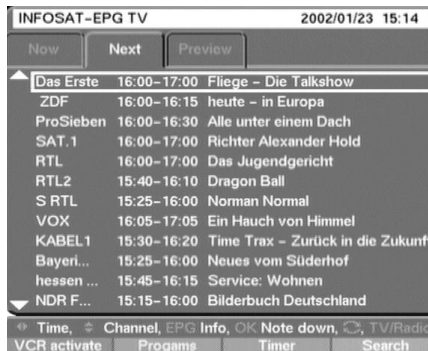 INFOSAT-EPG TV 2002/01/23 15:14
Now Next Preview
Das Erste 16:00-17:00 Fliege - Die Talkshow
ZDF 16:00-16:15 heute - in Europa
ProSieben 16:00-16:30 Alle unter einem Dach
SAT.1 16:00-17:00 Richter Alexander Hold
RTL 16:00-17:00 Das Jugendgericht
RTL2 15:40-16:10 Dragon Ball
S RTL 15:25-16:00 Norman Normal
VOX 16:05-17:05 Ein Hauch von Himmel
KABEL1 15:30-16:20 Time Trax - Zurück in die Zukunf
Bayeri... 15:25-16:00 Neues vom Süderhof
hessen ... 15:45-16:15 Service: Wohnen
NDR F... 15:15-16:00 Bilderbuch Deutschland
Time, Channel, EPG Info, OK Note down, TV/Radio
VCR activate Progams Timer Search